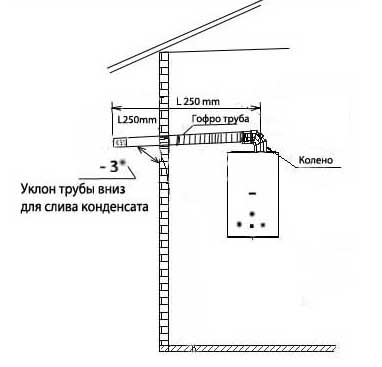 L 250 mm
L250mm
Гофро труба
Колено
- 3°
Уклон трубы вниз
для слива конденсата